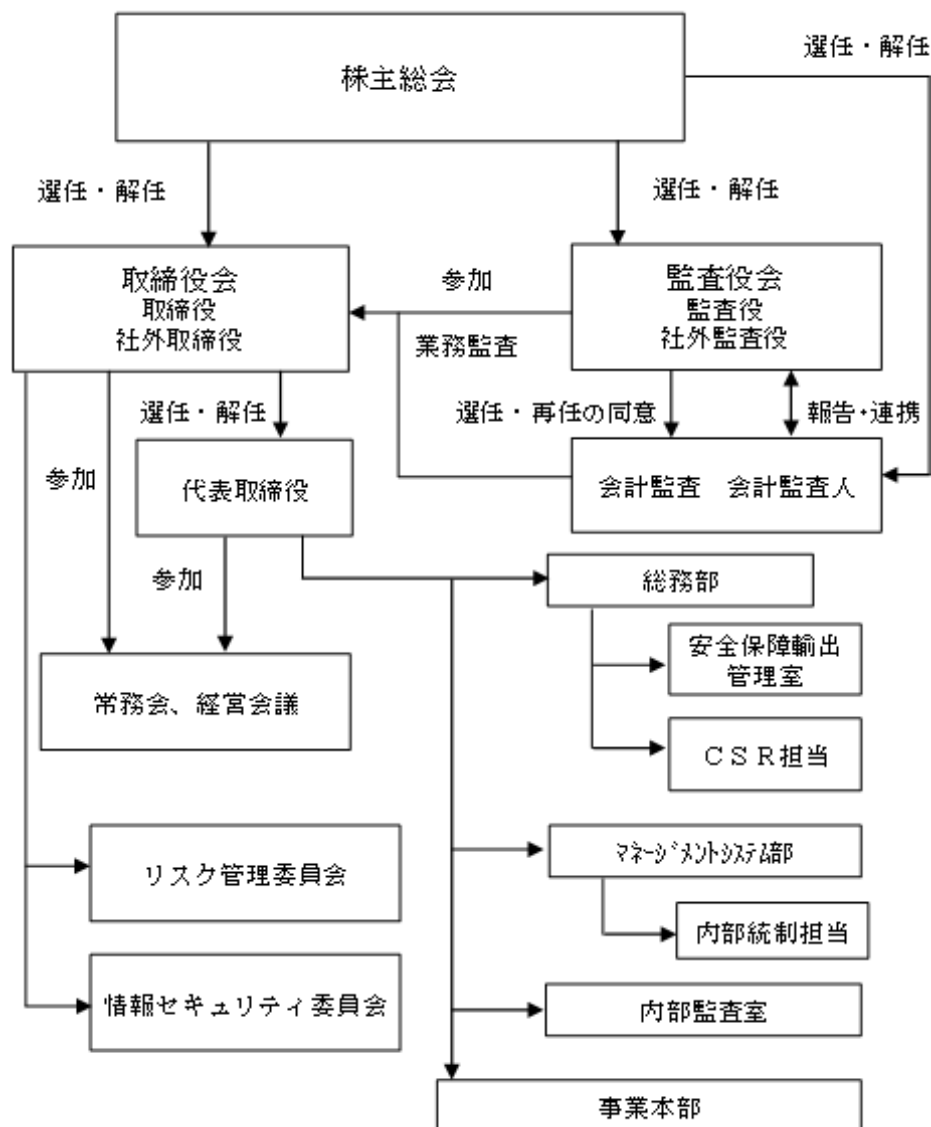 選任・解任
株主総会
選任・解任
選任・解任
取締役会
取締役
社外取締役
参加
業務監査
監査役会
監査役
社外監査役
選任・解任
選任・再任の同意
報告・連携
参加
代表取締役
会計監査　会計監査人
参加
総務部
安全保障輸出
管理室
常務会、経営会議
ＣＳＲ担当
リスク管理委員会
ﾏﾈｰｼﾞﾒﾝﾄｼｽﾃﾑ部
内部統制担当
情報セキュリティ委員会
内部監査室
事業本部